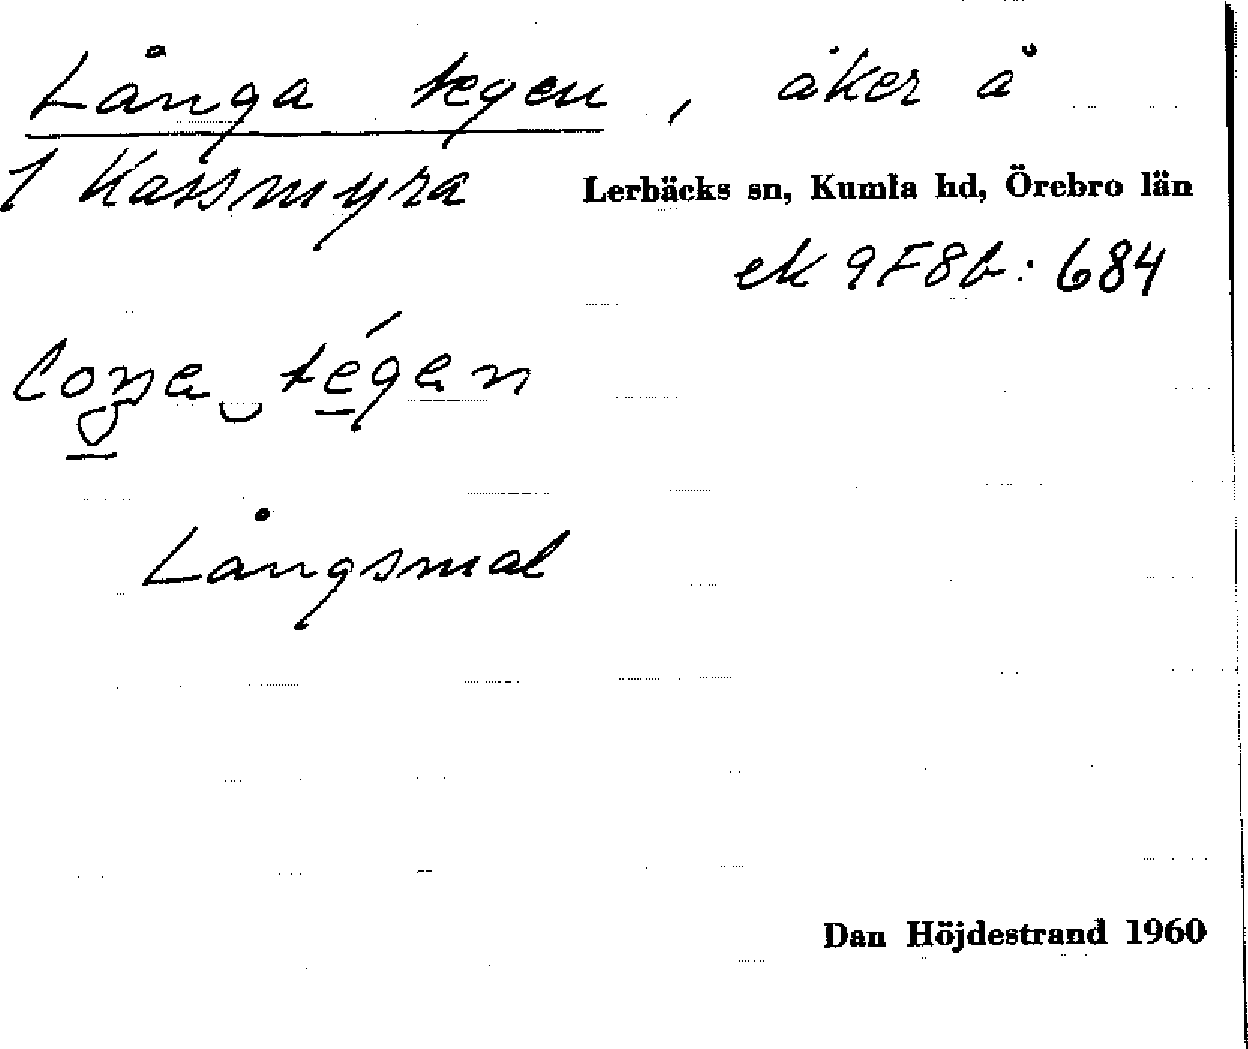 Långa tegen, åker å
1 Kassmyra
Lerbäcks sn, Kumla hd, Örebro län
ek 9F8b: 684
loŋa tégan
Långsmal
Dan Höjdestrand 1960